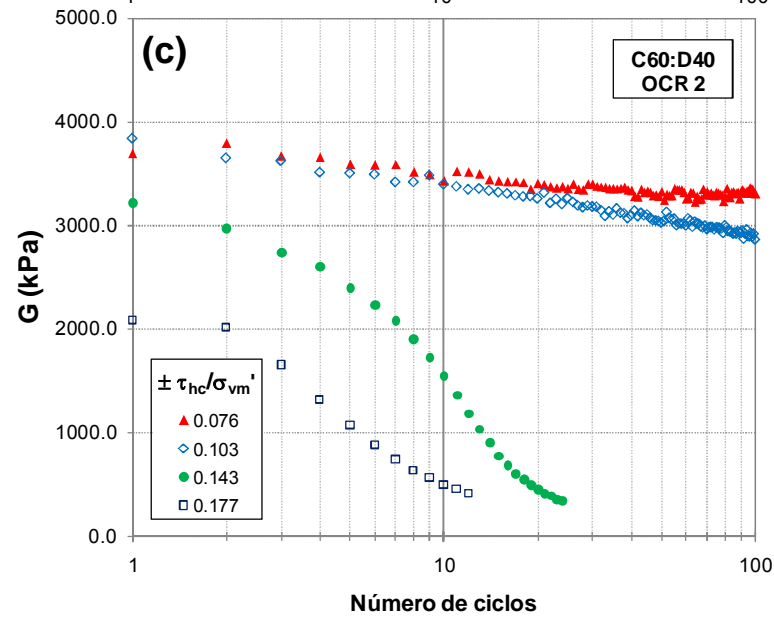 (c)
C60:D40
OCR 2
5000.0
4000.0
3000.0
2000.0
1000.0
0.0
G (kPa)
± τhc/σvm'
0.076
0.103
0.143
0.177
1
10
100
Número de ciclos